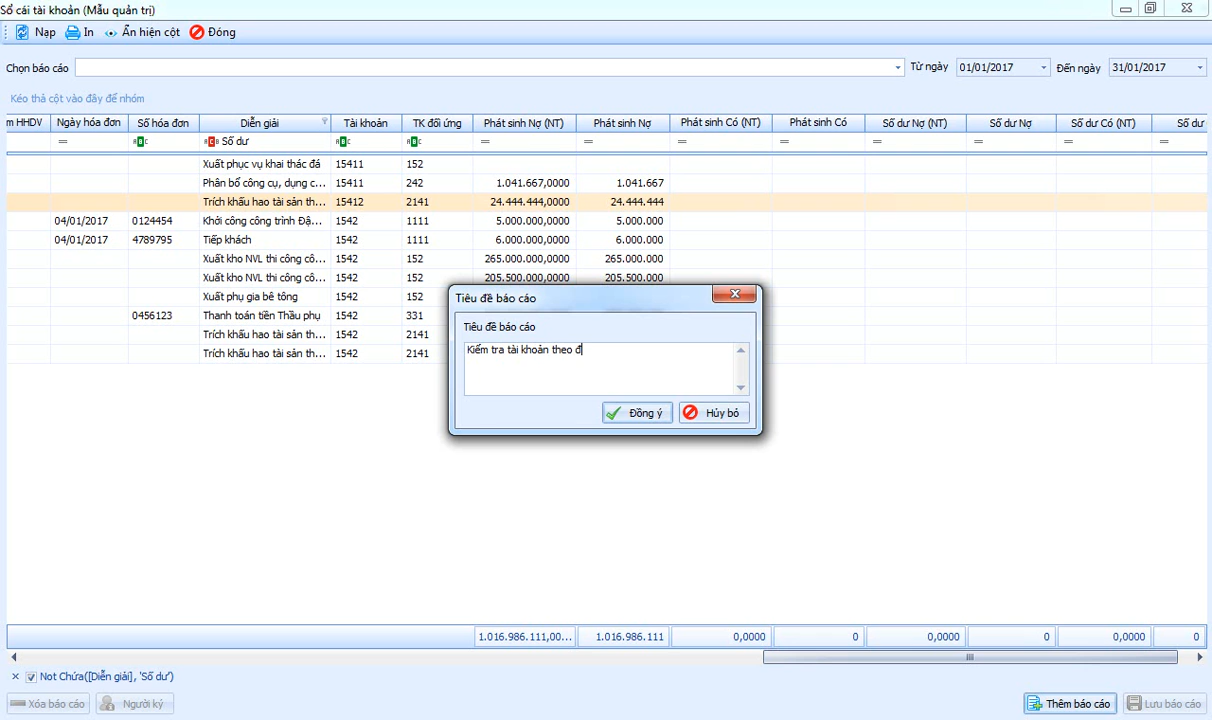 Sổ cái tài khoản (Mẫu quản trị)
Nạp In Ẩn hiện cột Đóng
Chọn báo cáo Từ ngày 01/01/2017 Đến ngày 31/01/2017
Kéo thả cột vào đây để nhóm
m HHDV Ngày hóa đơn Số hóa đơn Diễn giải Tài khoản TK đối ứng Phát sinh Nợ (NT) Phát sinh Nợ Phát sinh Có (NT) Phát sinh Có Số dư Nợ (NT) Số dư Nợ Số dư Có (NT) Số dư
= ABC ABC Số dư ABC ABC = = = = = = = =
Xuất phục vụ khai thác đá 15411 152
Phân bổ công cụ, dụng c... 15411 242 1.041.667,0000 1.041.667
Trích khấu hao tài sản th... 15412 2141 24.444.444,0000 24.444.444
04/01/2017 0124454 Khởi công công trình Đậ... 1542 1111 5.000.000,0000 5.000.000
04/01/2017 4789795 Tiếp khách 1542 1111 6.000.000,0000 6.000.000
Xuất kho NVL thi công cô... 1542 152 265.000.000,0000 265.000.000
Xuất kho NVL thi công cô... 1542 152 205.500.000,0000 205.500.000
Xuất phụ gia bê tông 1542 152
0456123 Thanh toán tiền Thầu phụ 1542 331
Trích khấu hao tài sản th... 1542 2141
Trích khấu hao tài sản th... 1542 2141
Tiêu đề báo cáo
Tiêu đề báo cáo
Kiểm tra tài khoản theo đ
Đồng ý Hủy bỏ
1.016.986.111,00... 1.016.986.111 0,0000 0 0,0000 0 0,0000 0
Not Chứa([Diễn giải], 'Số dư')
Xóa báo cáo Người ký Thêm báo cáo Lưu báo cáo